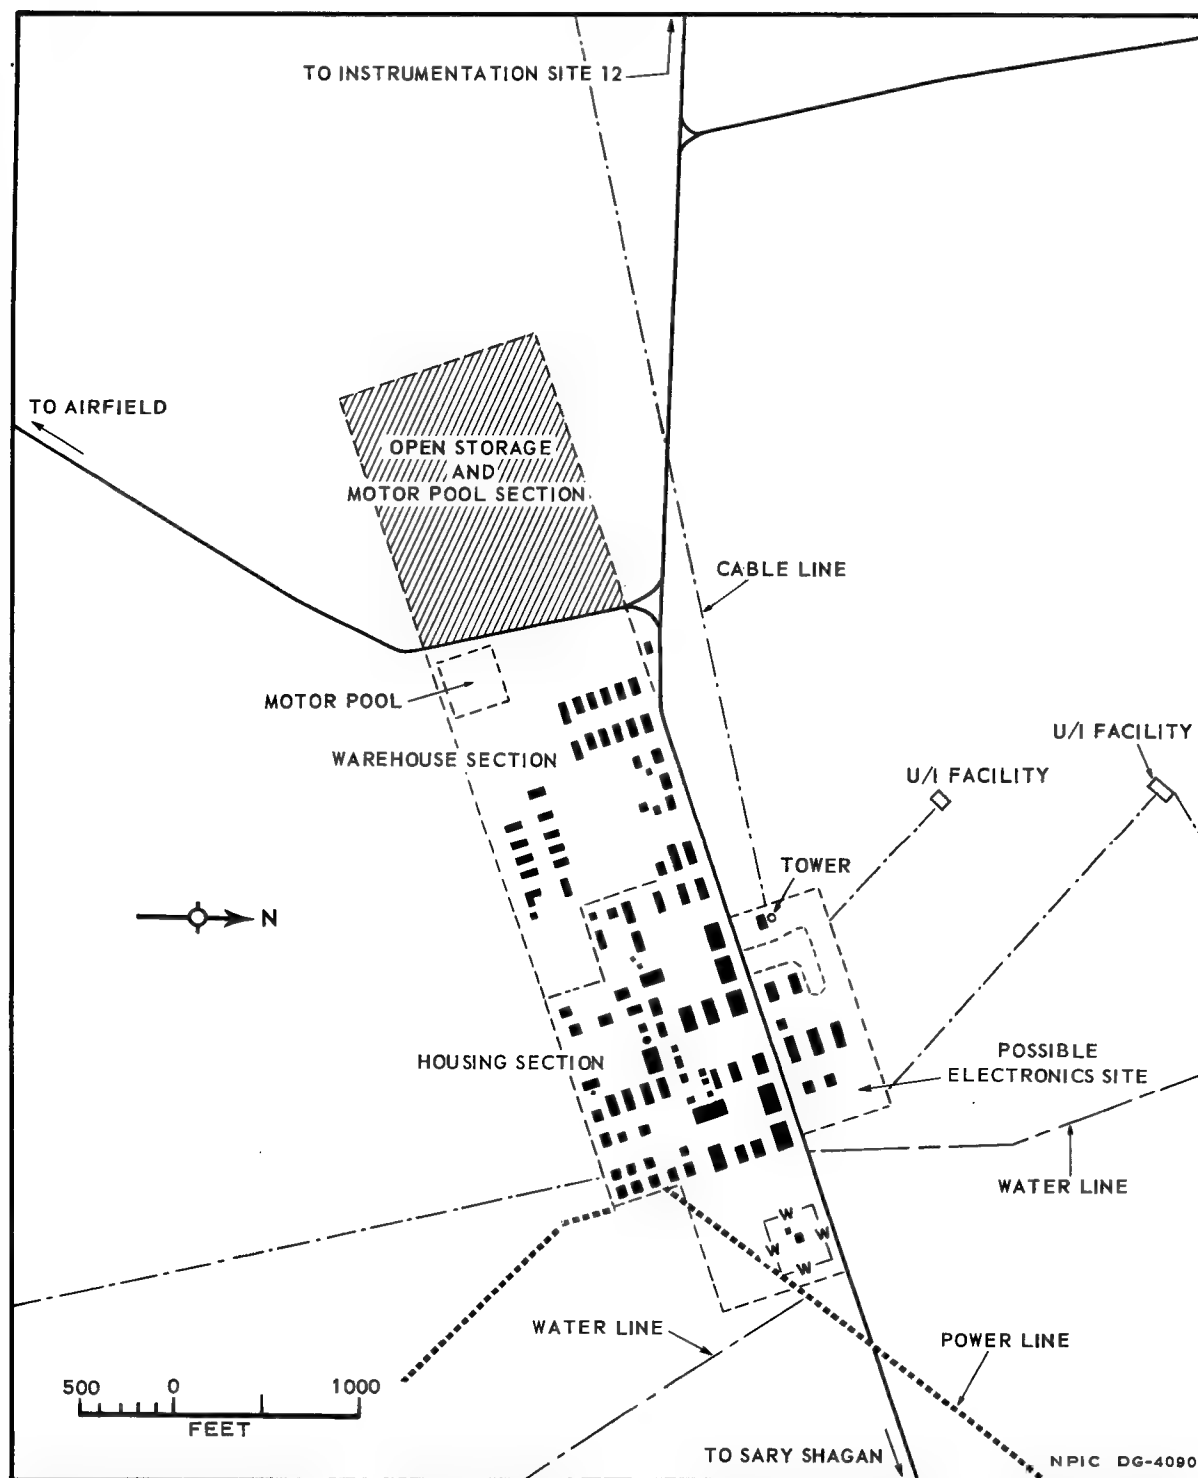 TO INSTRUMENTATION SITE 12
TO AIRFIELD
OPEN STORAGE
AND
MOTOR POOL SECTION
CABLE LINE
MOTOR POOL
U/I FACILITY
WAREHOUSE SECTION
U/I FACILITY
TOWER
N
HOUSING SECTION
POSSIBLE
ELECTRONICS SITE
WATER LINE
W
W
W
W
WATER LINE
POWER LINE
500 0 1000
FEET
TO SARY SHAGAN
NPIC DG-4090